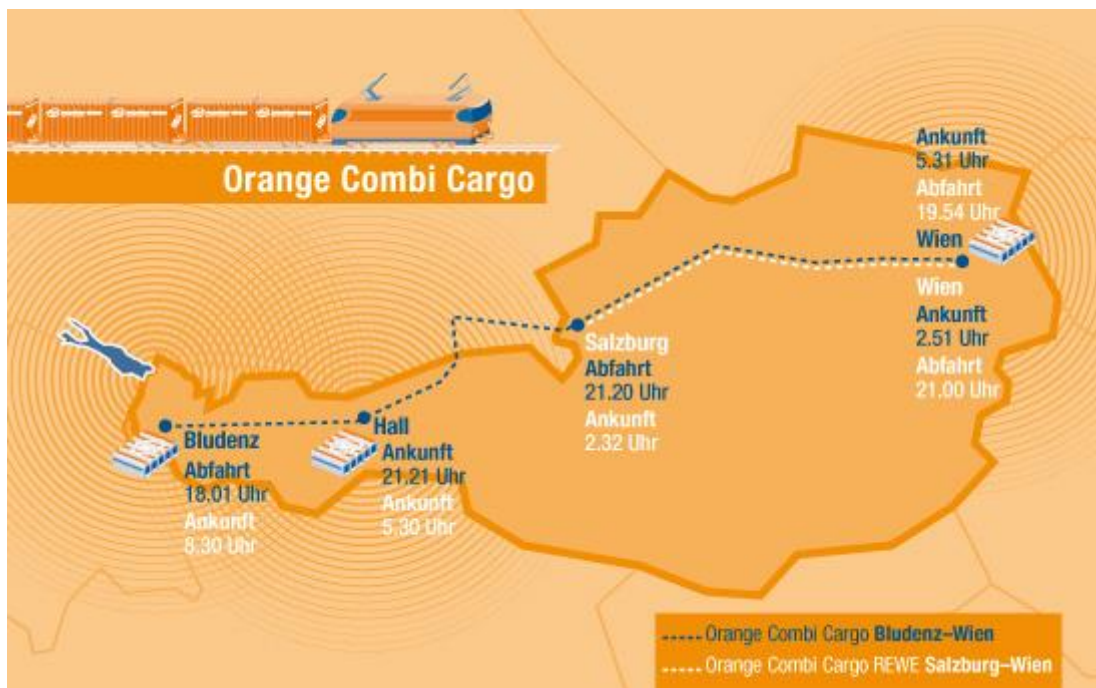 Orange Combi Cargo
Ankunft
5.31 Uhr
Abfahrt
19.54 Uhr
Wien
Wien
Ankunft
2.51 Uhr
Abfahrt
21.00 Uhr
Salzburg
Abfahrt
21.20 Uhr
Ankunft
2.32 Uhr
Hall
Ankunft
21.21 Uhr
Ankunft
5.30 Uhr
Bludenz
Abfahrt
18.01 Uhr
Ankunft
8.30 Uhr
Orange Combi Cargo Bludenz–Wien
Orange Combi Cargo REWE Salzburg–Wien